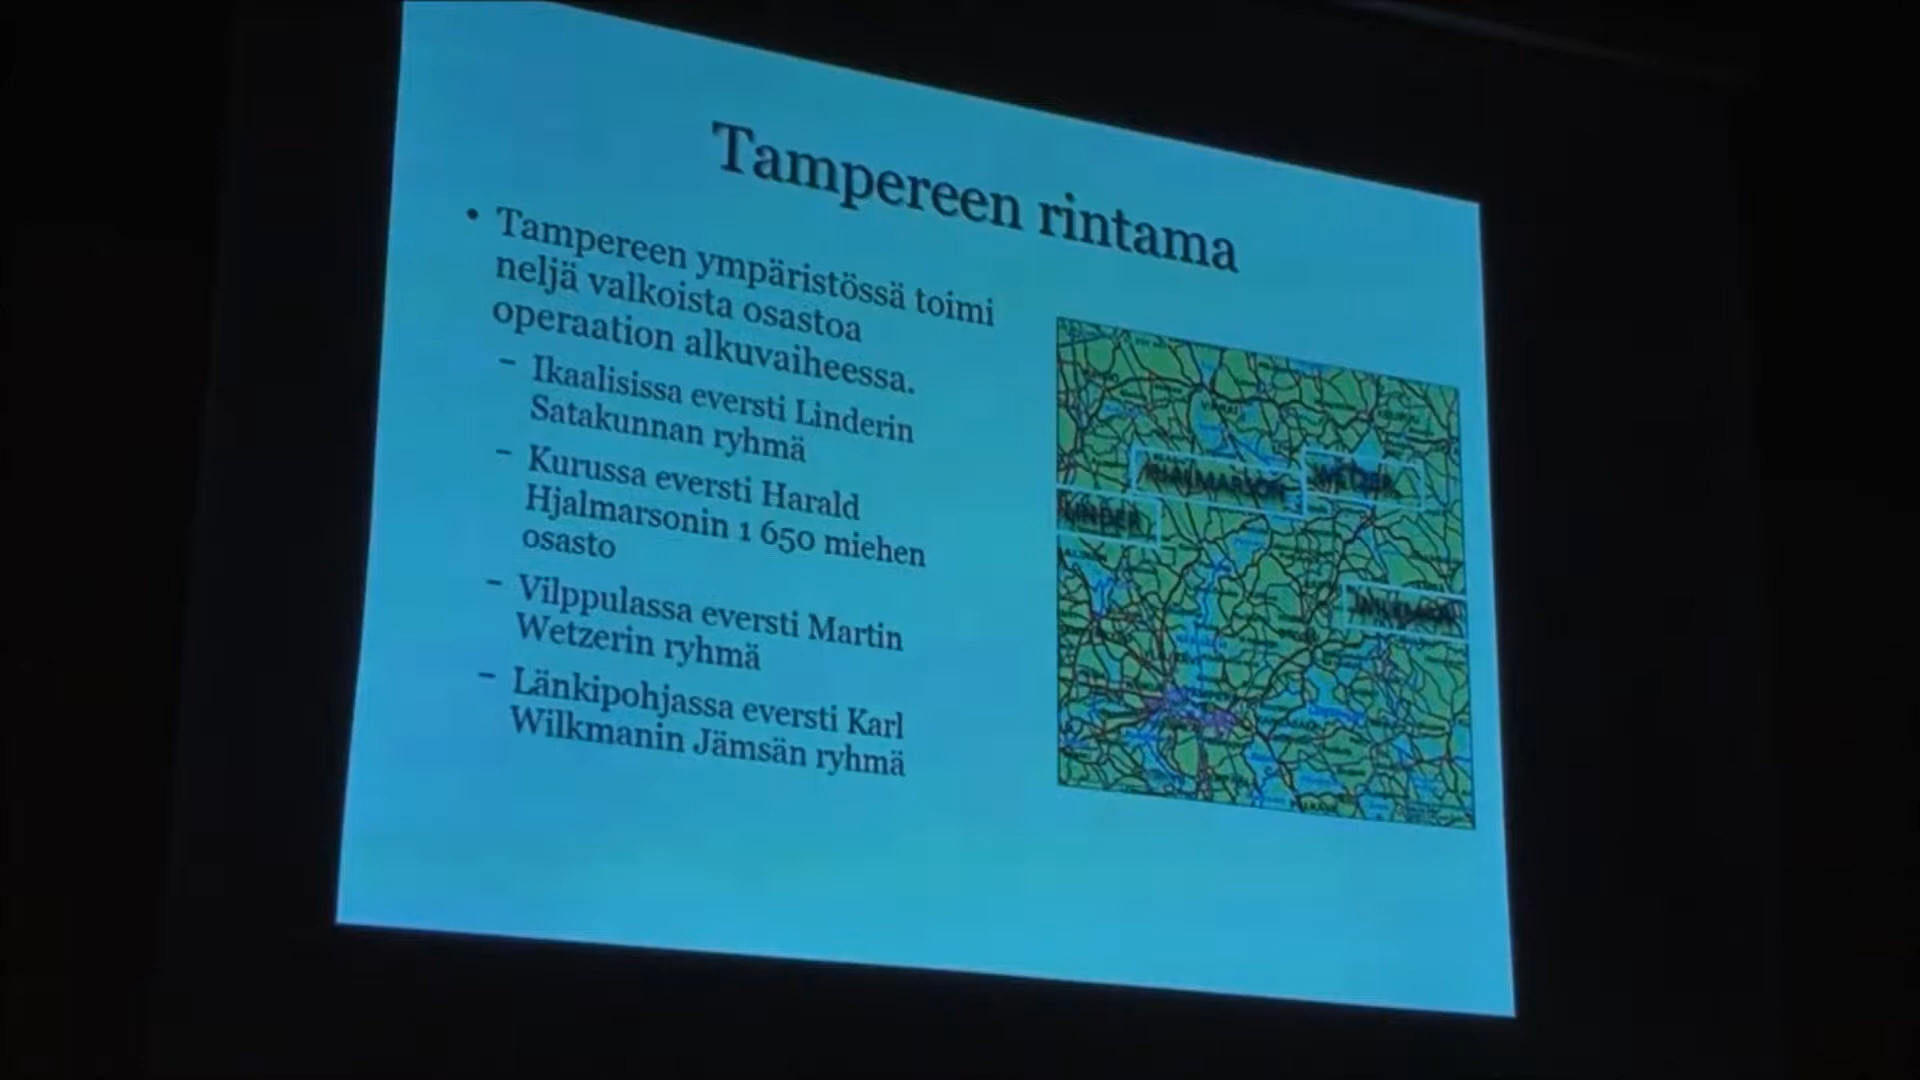 Tampereen rintama
• Tampereen ympäristössä toimi
neljä valkoista osastoa
operaation alkuvaiheessa.
– Ikaalisissa eversti Linderin
Satakunnan ryhmä
– Kurussa eversti Harald
Hjalmarsonin 1 650 miehen
osasto
– Vilppulassa eversti Martin
Wetzerin ryhmä
– Länkipohjassa eversti Karl
Wilkmanin Jämsän ryhmä
HJALMARSON
WETZER
LINDER
WILKMAN